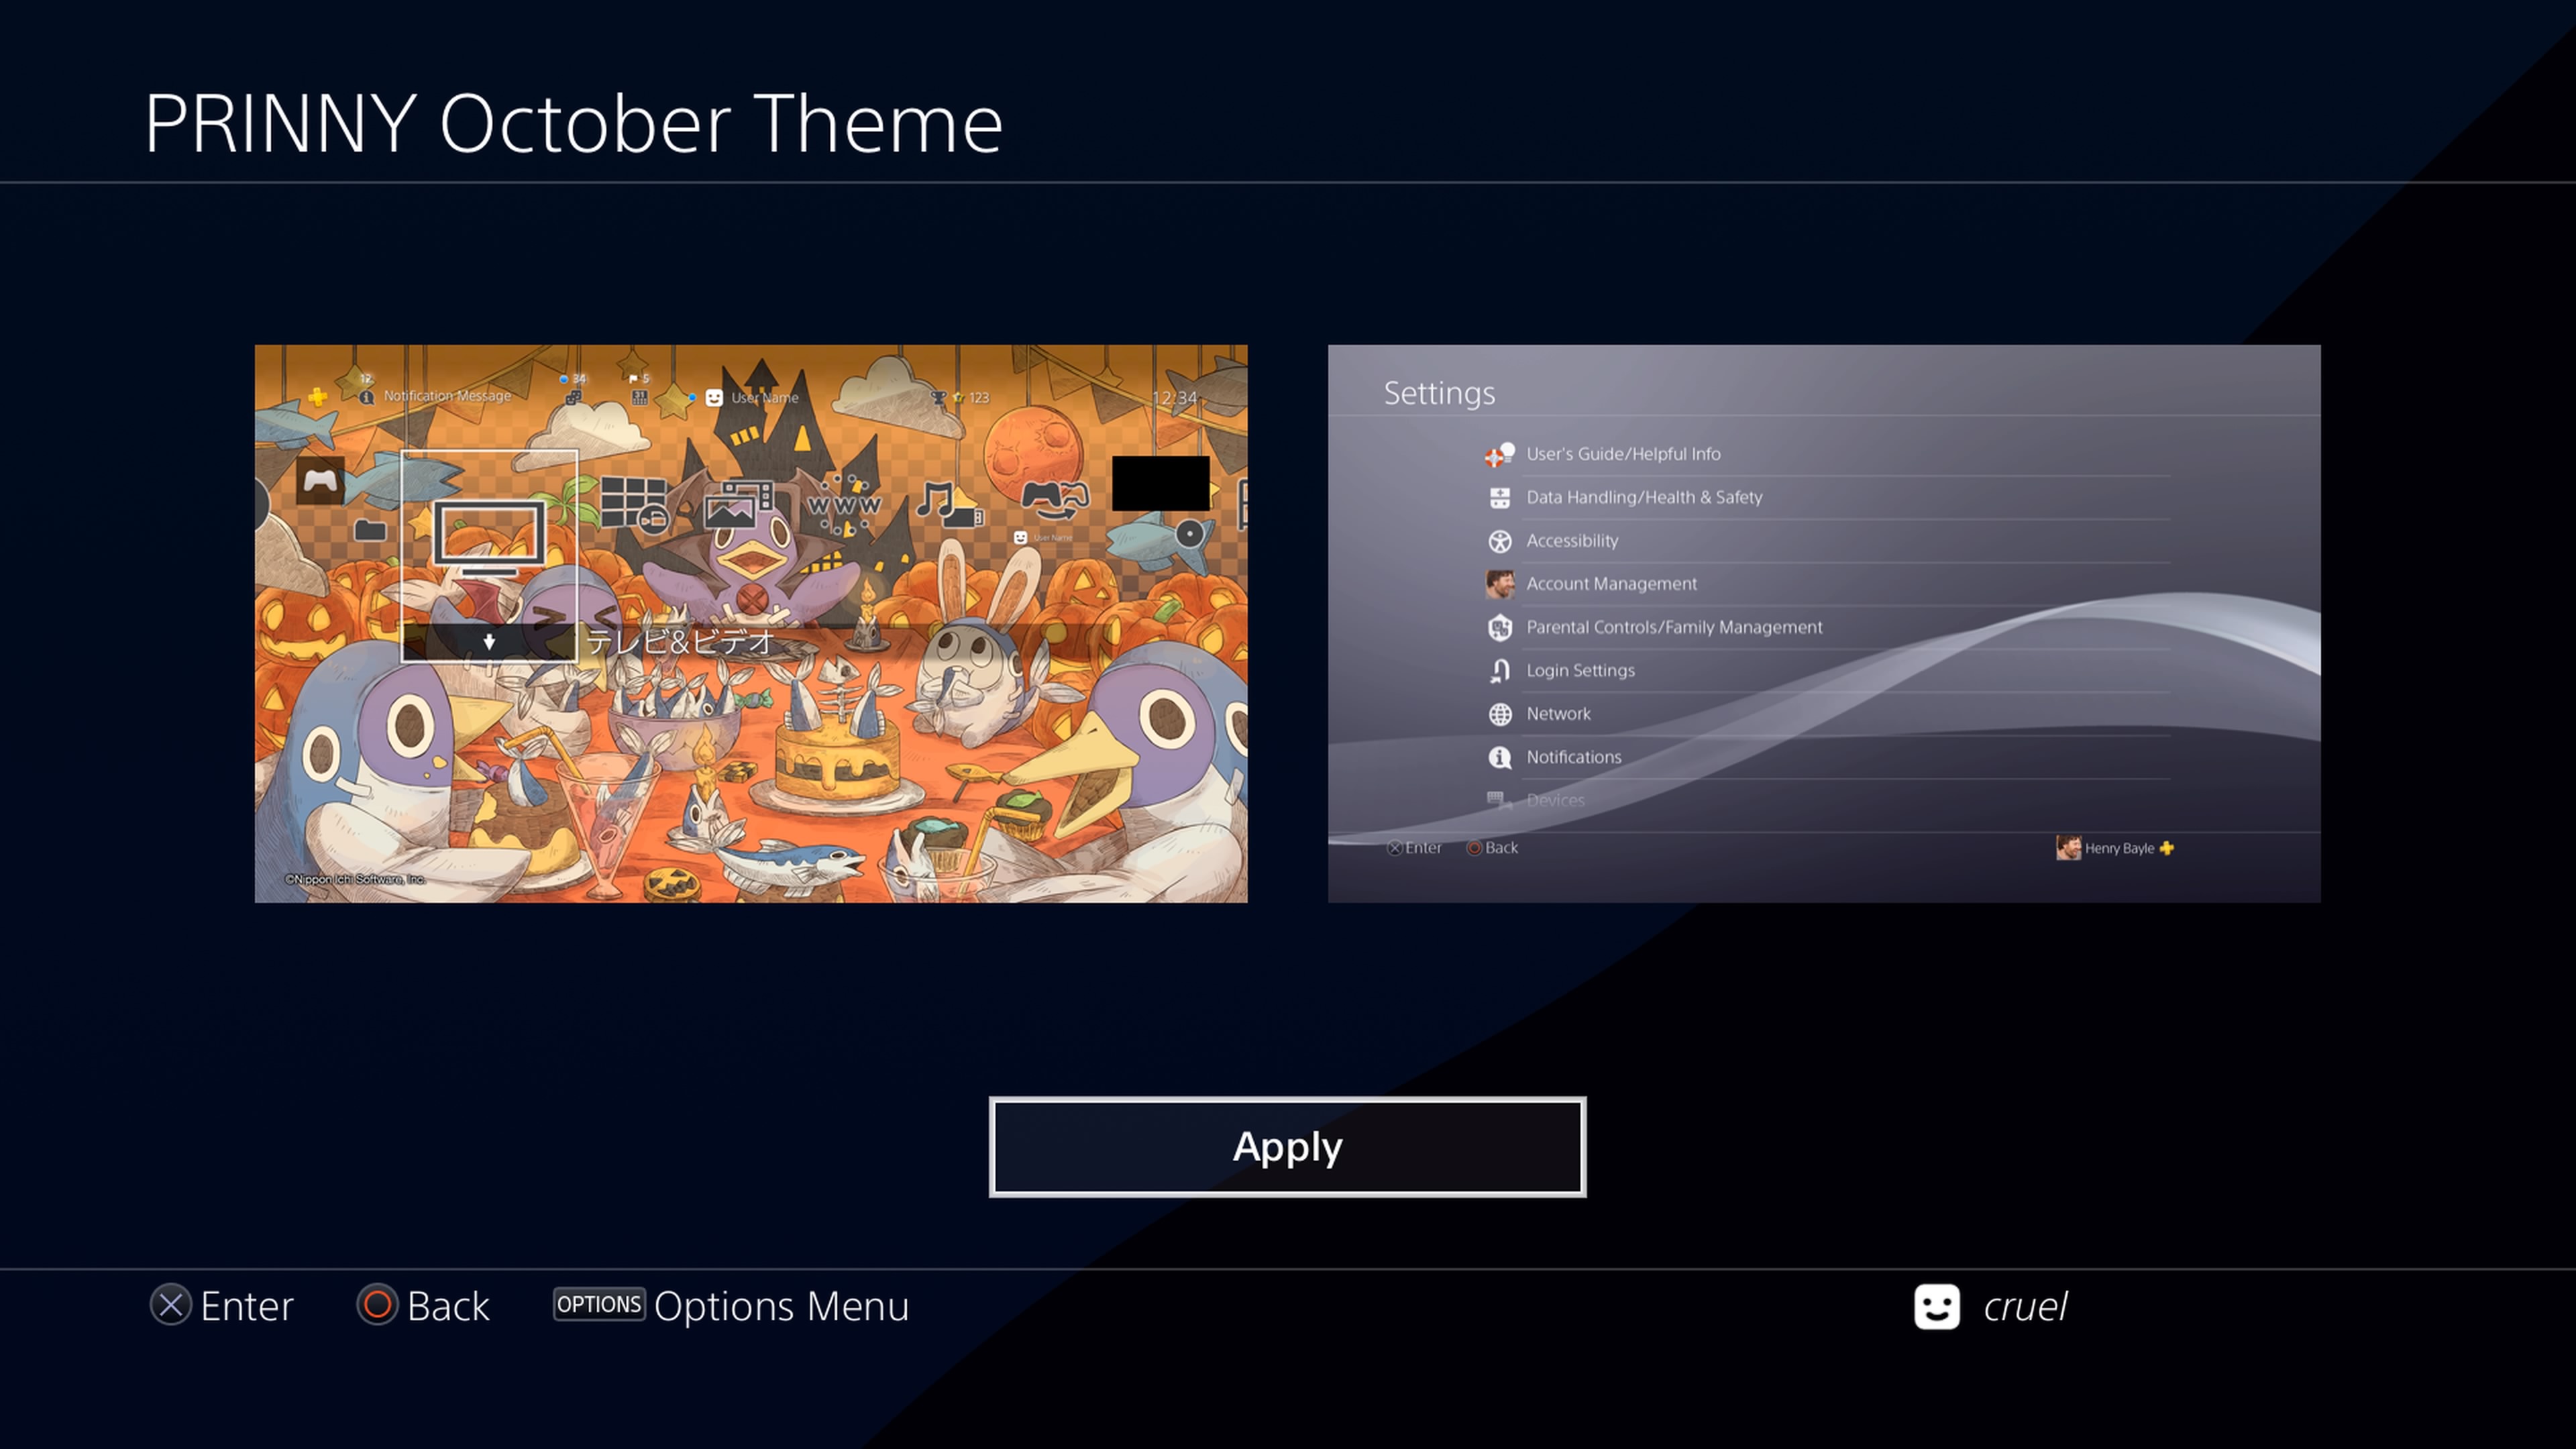 PRINNY October Theme
12
34
5
Notification Message
31
User Name
123
12:34
www
User Name
テレビ&ビデオ
©Nippon Ichi Software, Inc.
Settings
User's Guide/Helpful Info
Data Handling/Health & Safety
Accessibility
Account Management
Parental Controls/Family Management
Login Settings
Network
Notifications
Devices
Enter
Back
Henry Bayle
Apply
Enter
Back
OPTIONS
Options Menu
cruel